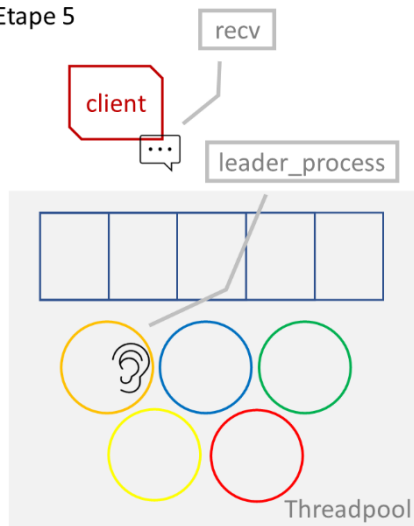 Etape 5
recv
client
leader_process
Threadpool